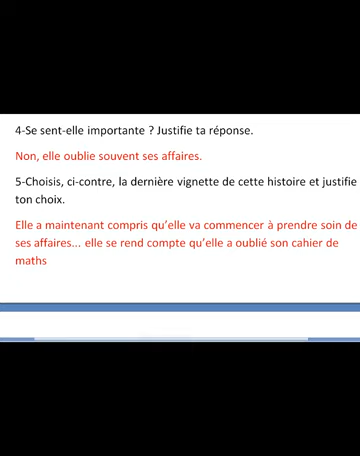 4-Se sent-elle importante ? Justifie ta réponse.
Non, elle oublie souvent ses affaires.
5-Choisis, ci-contre, la dernière vignette de cette histoire et justifie
ton choix.
Elle a maintenant compris qu’elle va commencer à prendre soin de
ses affaires... elle se rend compte qu’elle a oublié son cahier de
maths